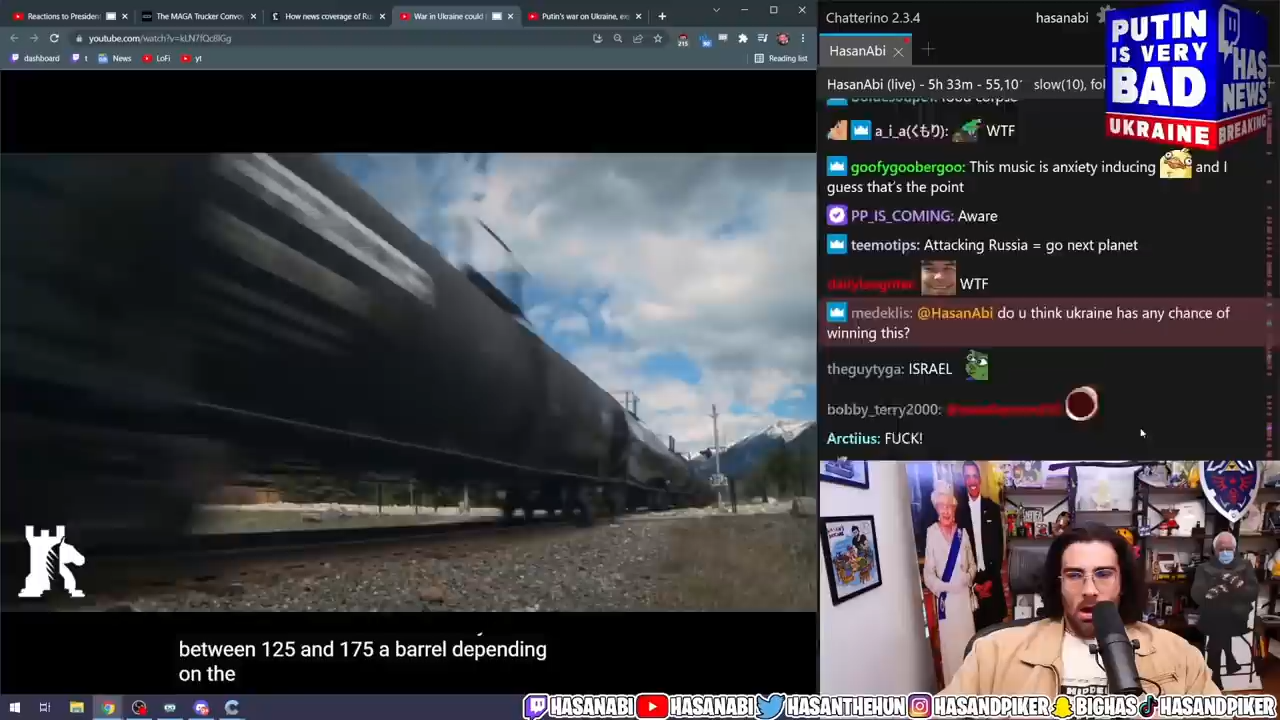 Reactions to Presiden
The MAGA Trucker Convo
How news coverage of Ru
War in Ukraine could
Putin's war on Ukraine, ex
youtube.com/watch?v=
dashboard
t
News
LoFi
yt
Reading list
Chatterino 2.3.4
hasanabi
HasanAbi
HasanAbi (live) - 5h 33m - 55,10
slow(10), fol
PUTIN
IS VERY
BAD
UKRAINE
HAS
NEWS
BREAKING
a_i_a(くもり): WTF
goofygoobergoo: This music is anxiety inducing and I
guess that's the point
PP_IS_COMING: Aware
teemotips: Attacking Russia = go next planet
WTF
medeklis: @HasanAbi do u think ukraine has any chance of
winning this?
theguytyga: ISRAEL
bobby_terry2000:
Arctiius: FUCK!
between 125 and 175 a barrel depending
on the
HASANABI
HASANABI
HASANTHEHUN
HASANDPIKER
BIGHAS
HASANDPIKER